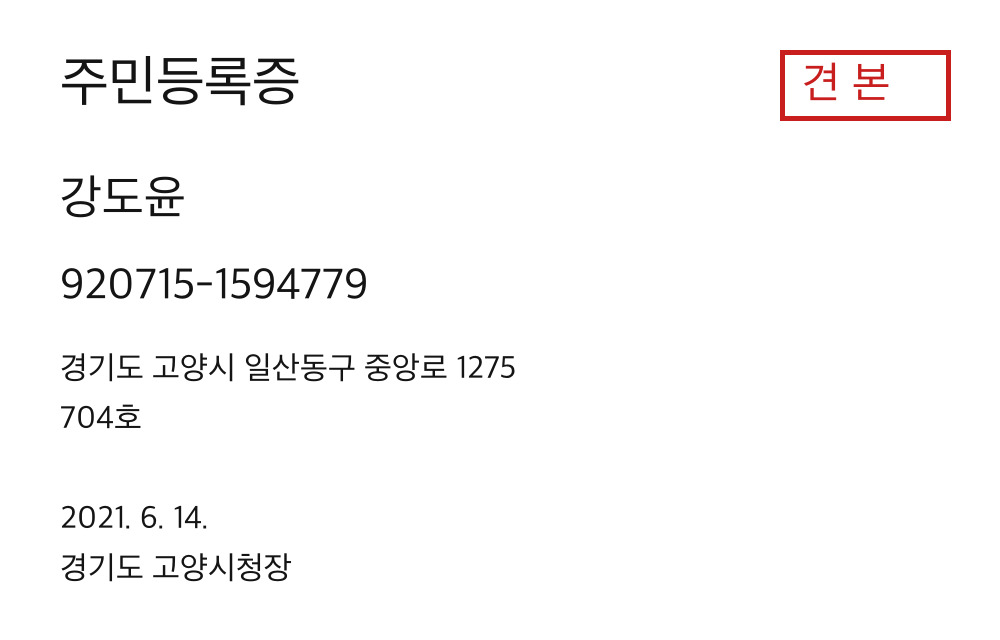 주민등록증
견본
강도윤
920715-1594779
경기도 고양시 일산동구 중앙로 1275
704호
2021. 6. 14.
경기도 고양시청장